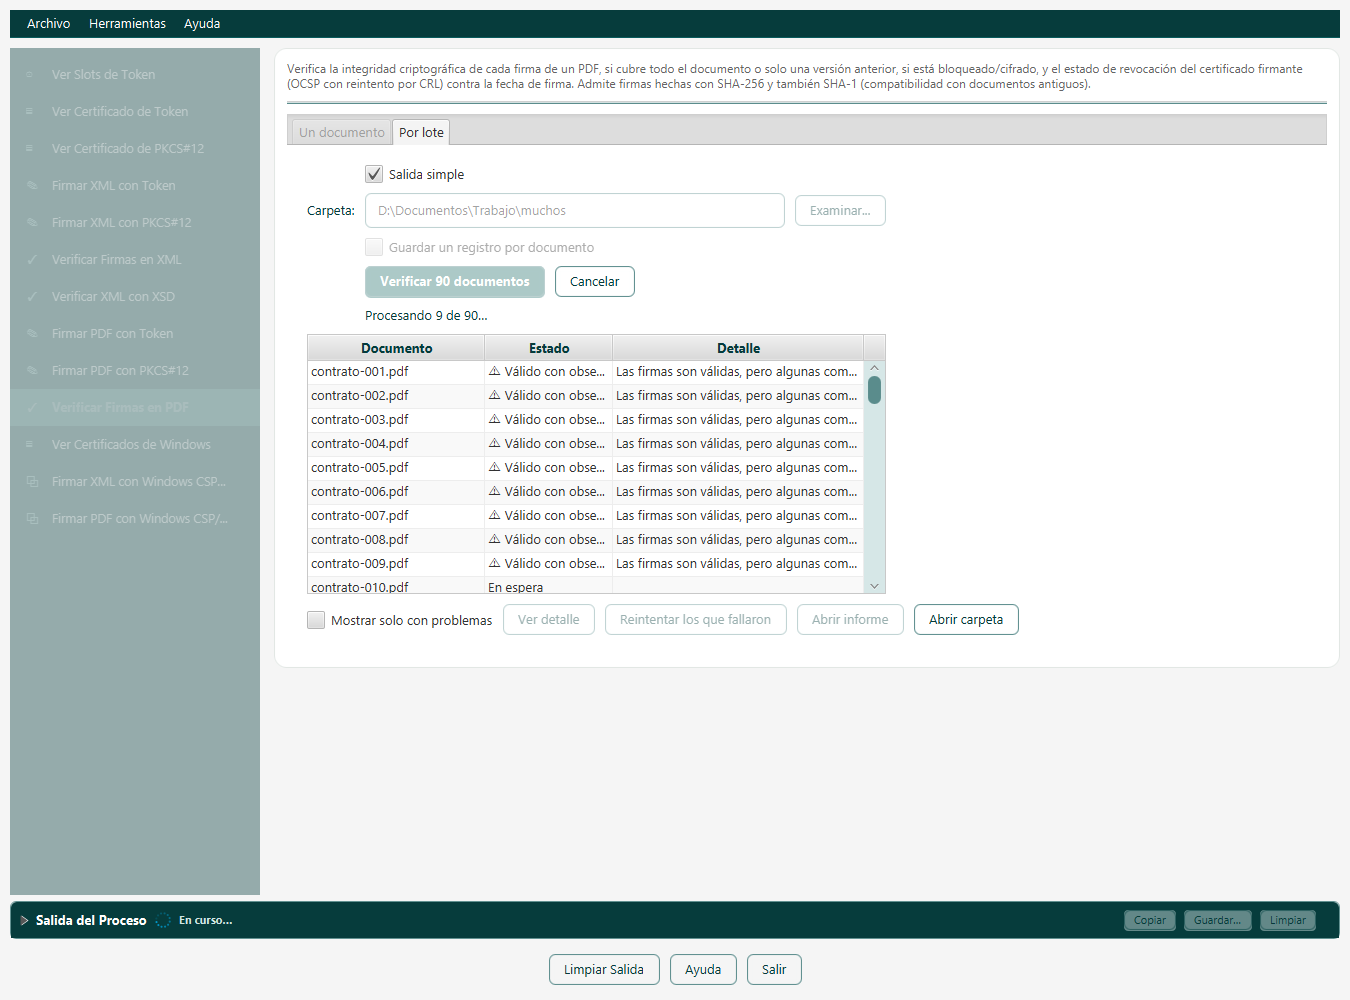 Archivo Herramientas Ayuda
Ver Slots de Token
Ver Certificado de Token
Ver Certificado de PKCS#12
Firmar XML con Token
Firmar XML con PKCS#12
Verificar Firmas en XML
Verificar XML con XSD
Firmar PDF con Token
Firmar PDF con PKCS#12
Verificar Firmas en PDF
Ver Certificados de Windows
Firmar XML con Windows CSP...
Firmar PDF con Windows CSP/...
Verifica la integridad criptográfica de cada firma de un PDF, si cubre todo el documento o solo una versión anterior, si está bloqueado/cifrado, y el estado de revocación del certificado firmante
(OCSP con reintento por CRL) contra la fecha de firma. Admite firmas hechas con SHA-256 y también SHA-1 (compatibilidad con documentos antiguos).
Un documento Por lote
Salida simple
Carpeta: D:\Documentos\Trabajo\muchos Examinar...
Guardar un registro por documento
Verificar 90 documentos Cancelar
Procesando 9 de 90...
Documento Estado Detalle
contrato-001.pdf ⚠ Válido con obse... Las firmas son válidas, pero algunas com...
contrato-002.pdf ⚠ Válido con obse... Las firmas son válidas, pero algunas com...
contrato-003.pdf ⚠ Válido con obse... Las firmas son válidas, pero algunas com...
contrato-004.pdf ⚠ Válido con obse... Las firmas son válidas, pero algunas com...
contrato-005.pdf ⚠ Válido con obse... Las firmas son válidas, pero algunas com...
contrato-006.pdf ⚠ Válido con obse... Las firmas son válidas, pero algunas com...
contrato-007.pdf ⚠ Válido con obse... Las firmas son válidas, pero algunas com...
contrato-008.pdf ⚠ Válido con obse... Las firmas son válidas, pero algunas com...
contrato-009.pdf ⚠ Válido con obse... Las firmas son válidas, pero algunas com...
contrato-010.pdf En espera
Mostrar solo con problemas Ver detalle Reintentar los que fallaron Abrir informe Abrir carpeta
Salida del Proceso En curso... Copiar Guardar... Limpiar
Limpiar Salida Ayuda Salir